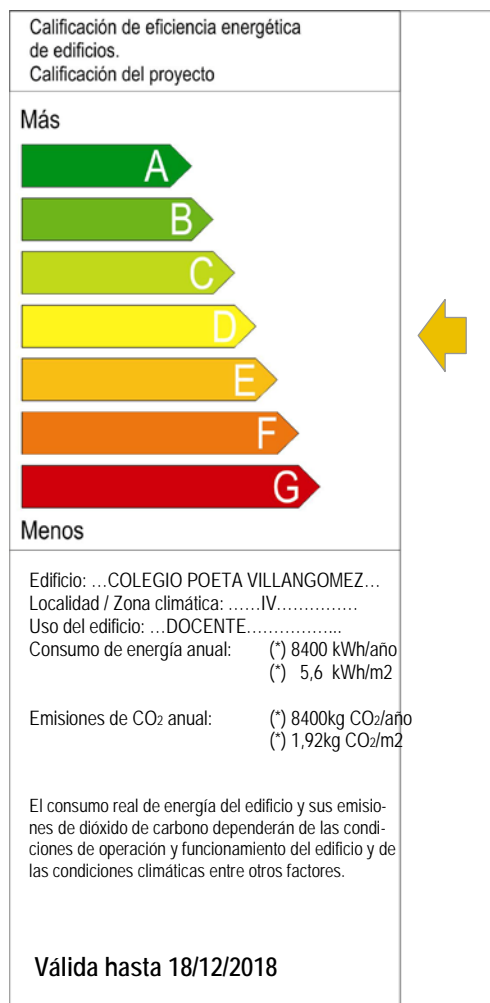 Calificación de eficiencia energética
de edificios.
Calificación del proyecto
Más
A
B
C
D
E
F
G
Menos
Edificio: ...COLEGIO POETA VILLANGOMEZ...
Localidad / Zona climática: ......IV...............
Uso del edificio: ...DOCENTE..................
Consumo de energía anual: (*) 8400 kWh/año
(*) 5,6 kWh/m2
Emisiones de CO2 anual: (*) 8400kg CO2/año
(*) 1,92kg CO2/m2
El consumo real de energía del edificio y sus emisio-
nes de dióxido de carbono dependerán de las condi-
ciones de operación y funcionamiento del edificio y de
las condiciones climáticas entre otros factores.
Válida hasta 18/12/2018